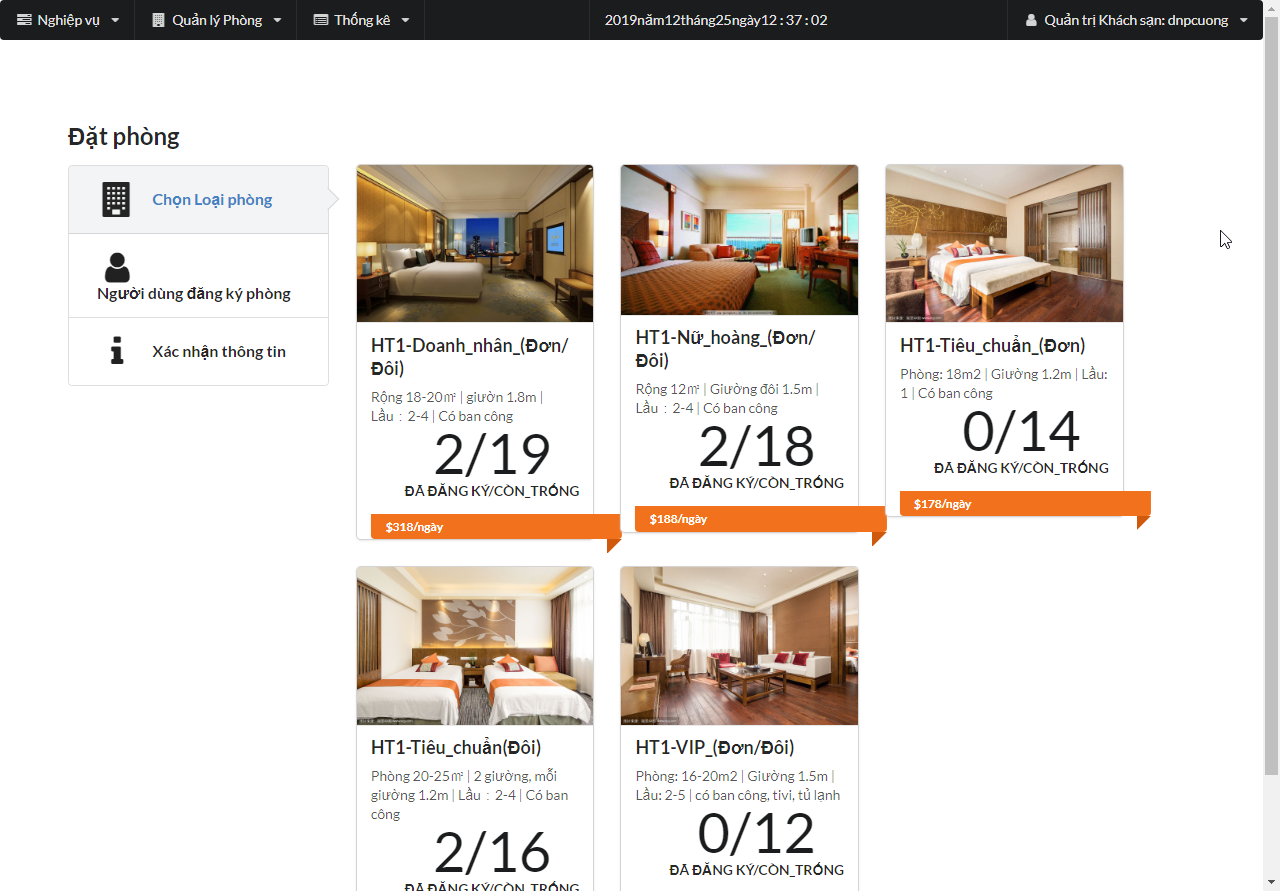 Nghiệp vụ
Quản lý Phòng
Thống kê
2019năm12tháng25ngày12 : 37 : 02
Quản trị Khách sạn: dnpcuong
Đặt phòng
Chọn Loại phòng
Người dùng đăng ký phòng
Xác nhận thông tin
HT1-Doanh_nhân_(Đơn/
Đôi)
Rộng 18-20㎡ | giườn 1.8m |
Lầu：2-4 | Có ban công
2/19
ĐÃ ĐĂNG KÝ/CÒN_TRỐNG
$318/ngày
HT1-Nữ_hoàng_(Đơn/
Đôi)
Rộng 12㎡ | Giường đôi 1.5m |
Lầu：2-4 | Có ban công
2/18
ĐÃ ĐĂNG KÝ/CÒN_TRỐNG
$188/ngày
HT1-Tiêu_chuẩn_(Đơn)
Phòng: 18m2 | Giường 1.2m | Lầu:
1 | Có ban công
0/14
ĐÃ ĐĂNG KÝ/CÒN_TRỐNG
$178/ngày
HT1-Tiêu_chuẩn(Đôi)
Phòng 20-25㎡ | 2 giường, mỗi
giường 1.2m | Lầu：2-4 | Có ban
công
2/16
ĐÃ ĐĂNG KÝ/CÒN_TRỐNG
HT1-VIP_(Đơn/Đôi)
Phòng: 16-20m2 | Giường 1.5m |
Lầu: 2-5 | có ban công, tivi, tủ lạnh
0/12
ĐÃ ĐĂNG KÝ/CÒN_TRỐNG